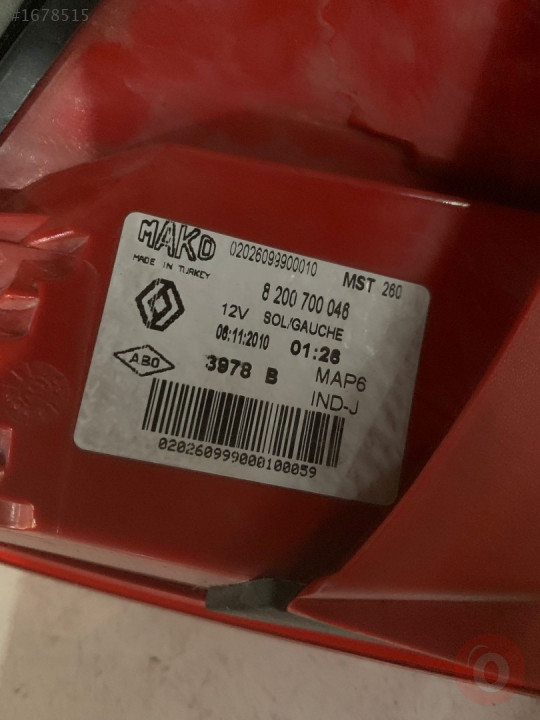 #1678515
MAKO 02026099900010 MST 260
MADE IN TURKEY
8 200 700 046
12V SOL/GAUCHE
06:11:2010 01:26
ABO 3978 B MAP6
IND-J
020260999000100059